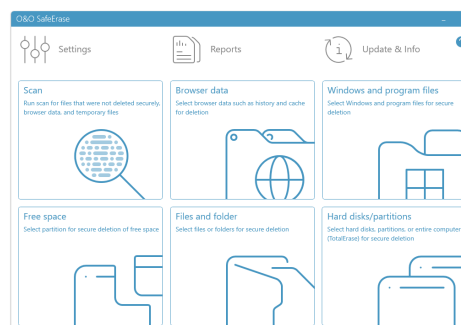 O&O SafeErase
Settings
Reports
Update & Info
Scan
Run scan for files that were not deleted securely,
browser data, and temporary files
Browser data
Select browser data such as history and cache
for deletion
Windows and program files
Select Windows and program files for secure
deletion
Free space
Select partition for secure deletion of free space
Files and folder
Select files or folders for secure deletion
Hard disks/partitions
Select hard disks, partitions, or entire computer
(TotalErase) for secure deletion